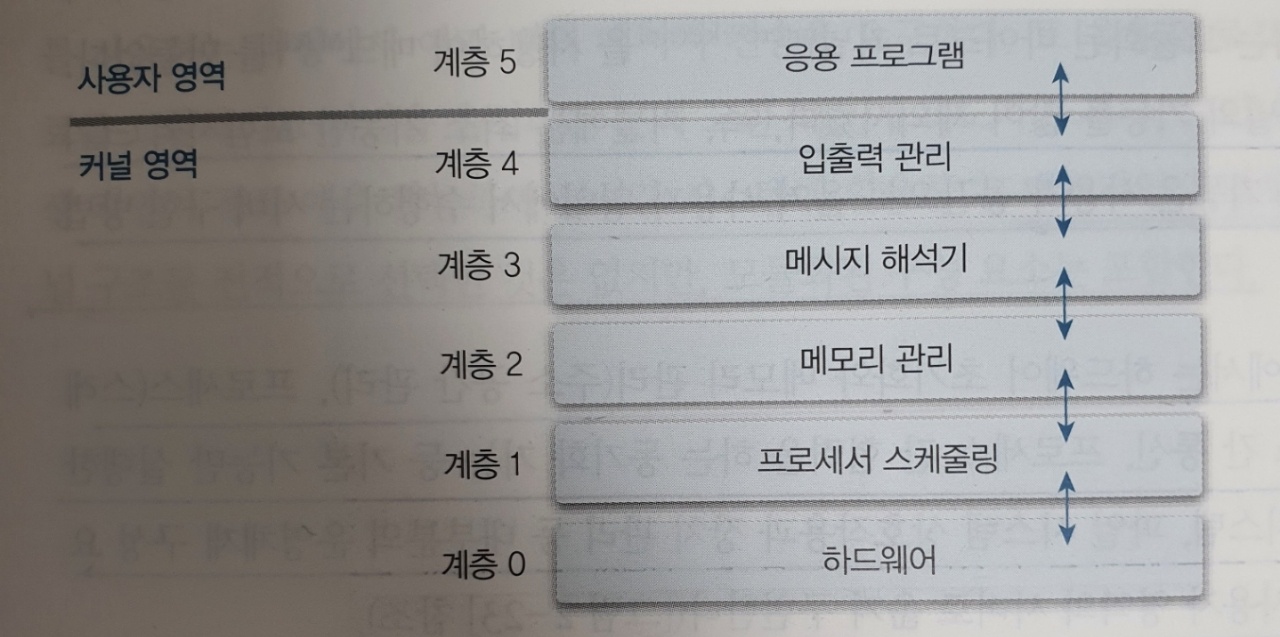 사용자 영역
계층 5
응용 프로그램
커널 영역
계층 4
입출력 관리
계층 3
메시지 해석기
계층 2
메모리 관리
계층 1
프로세서 스케줄링
계층 0
하드웨어